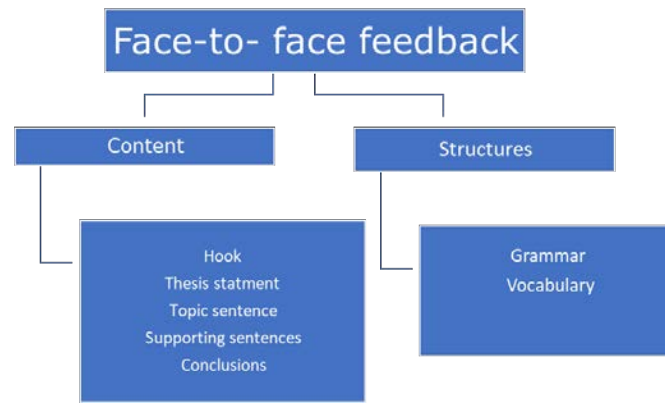 Face-to- face feedback
Content
Structures
Hook
Thesis statment
Topic sentence
Supporting sentences
Conclusions
Grammar
Vocabulary